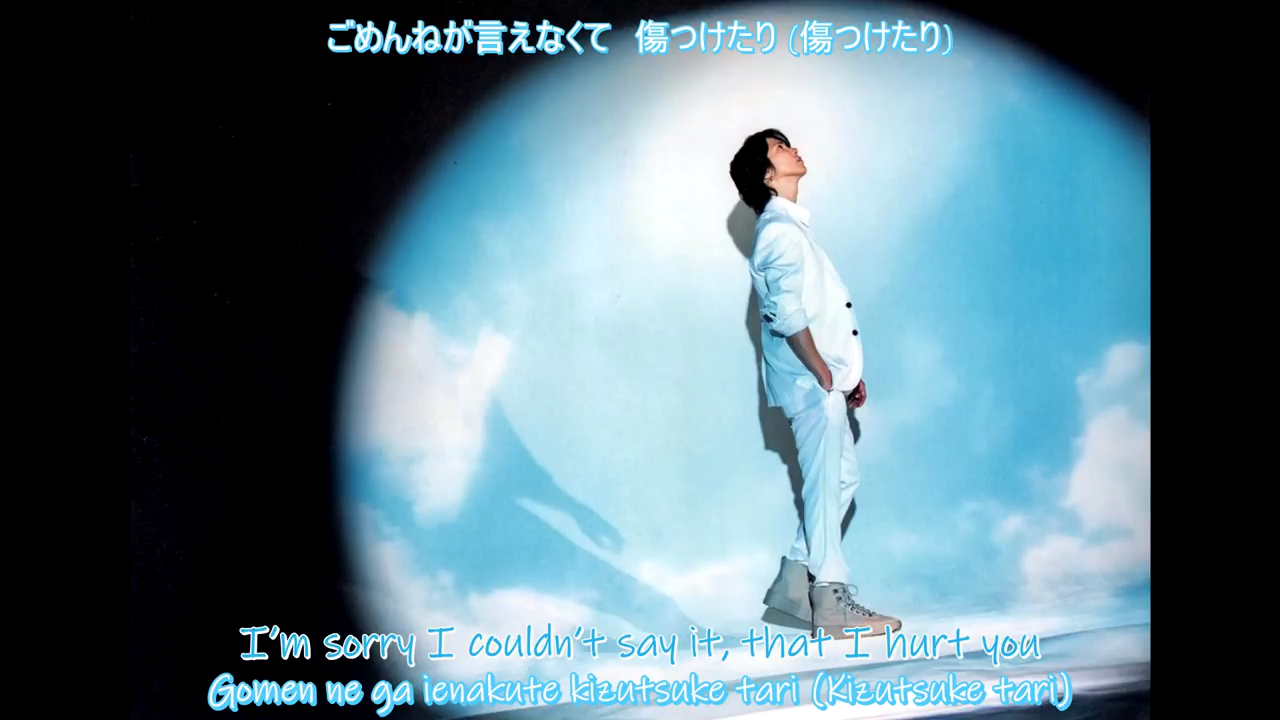 ごめんねが言えなくて　傷つけたり (傷つけたり)
I'm sorry I couldn't say it, that I hurt you
Gomen ne ga ienakute kizutsuke tari (Kizutsuke tari)